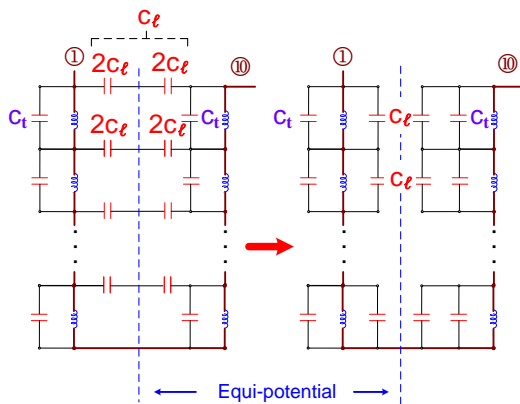 Cℓ
① ⑩ ① ⑩
2Cℓ 2Cℓ
Ct 2Cℓ 2Cℓ Ct Ct Cℓ Ct
Cℓ
Equi-potential